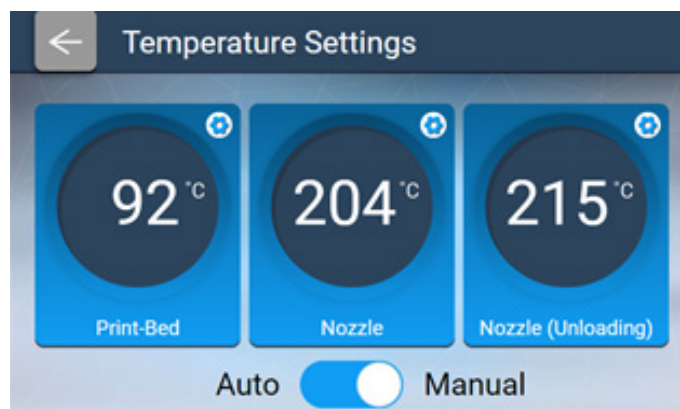 Temperature Settings
92 °C
204 °C
215 °C
Print-Bed
Nozzle
Nozzle (Unloading)
Auto
Manual